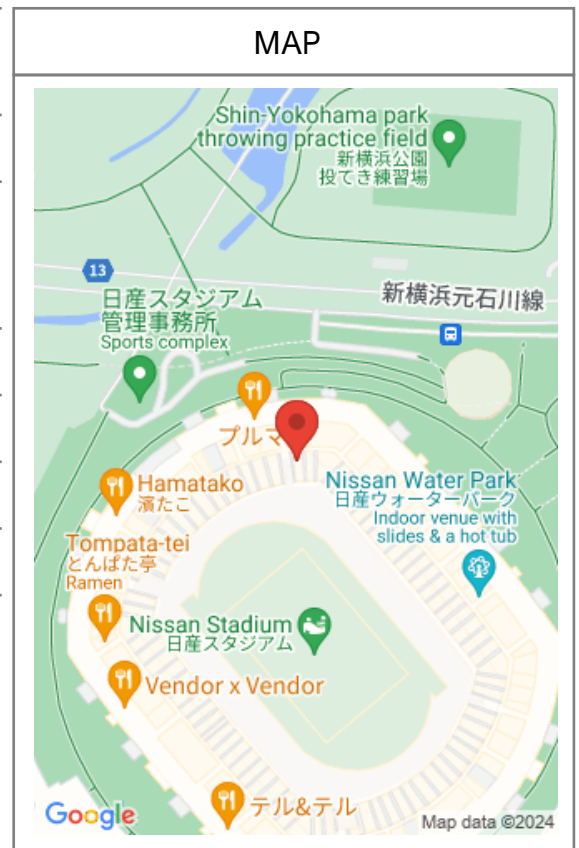 MAP
Shin-Yokohama park
throwing practice field
新横浜公園
投てき練習場
13
新横浜元石川線
日産スタジアム
管理事務所
Sports complex
プルマ
Hamatako
濱たこ
Nissan Water Park
日産ウォーターパーク
Indoor venue with
slides & a hot tub
Tompata-tei
とんぱた亭
Ramen
Nissan Stadium
日産スタジアム
Vendor x Vendor
テル&テル
Google
Map data ©2024